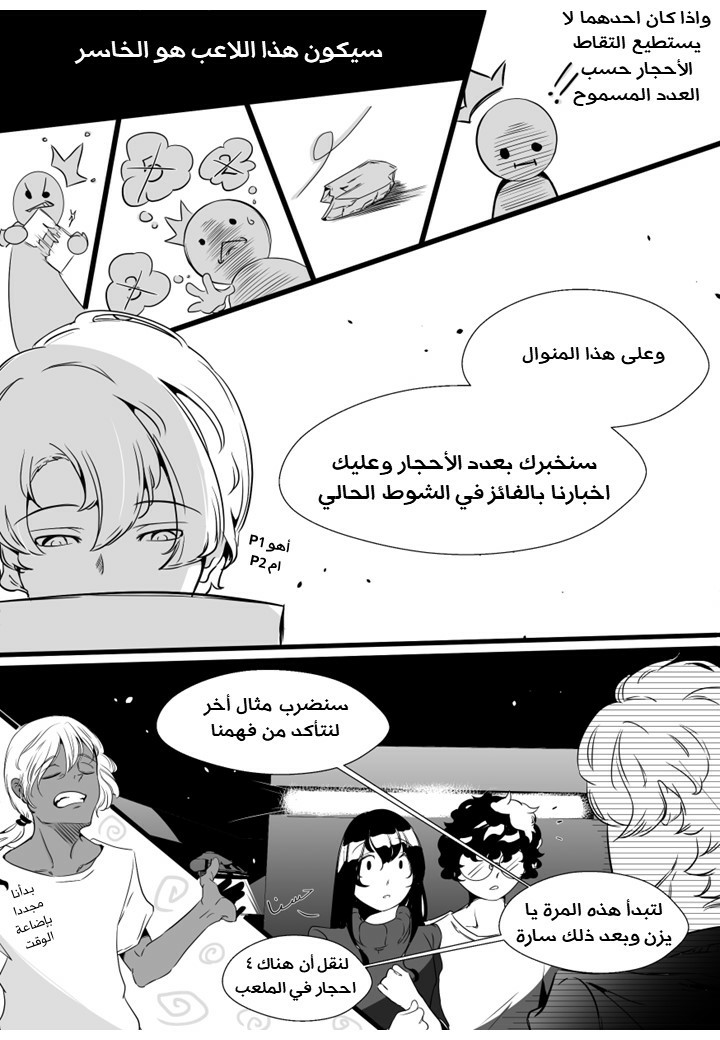 واذا كان احدهما لا
يستطيع التقاط
الأحجار حسب
العدد المسموح
!!
سيكون هذا اللاعب هو الخاسر
2
5
3
وعلى هذا المنوال
سنخبرك بعدد الأحجار وعليك
اخبارنا بالفائز في الشوط الحالي
أهو P1
ام P2
سنضرب مثال أخر
لنتأكد من فهمنا
لتبدأ هذه المرة يا
يزن وبعد ذلك سارة
لنقل أن هناك ٤
احجار في الملعب
حسنا
بدأنا
مجددا
بإضاعة
الوقت